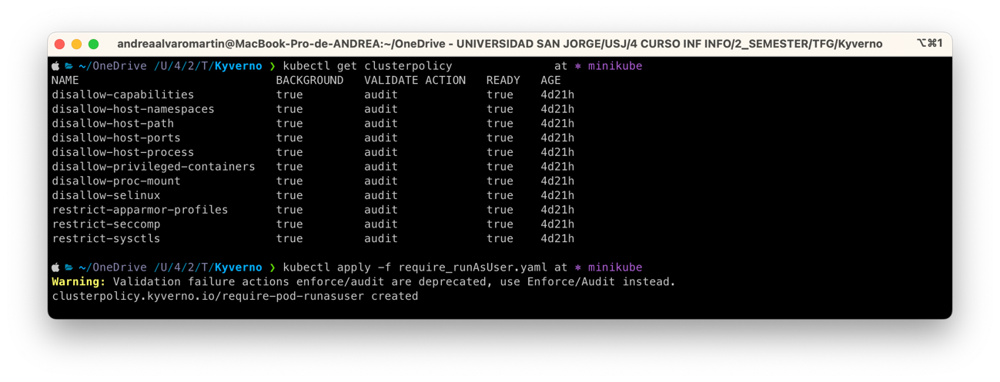 andreaalvaromartin@MacBook-Pro-de-ANDREA:~/OneDrive - UNIVERSIDAD SAN JORGE/USJ/4 CURSO INF INFO/2_SEMESTER/TFG/Kyverno ⌥⌘1
~/OneDrive /U/4/2/T/Kyverno ❯ kubectl get clusterpolicy at ⎈ minikube
NAME BACKGROUND VALIDATE ACTION READY AGE
disallow-capabilities true audit true 4d21h
disallow-host-namespaces true audit true 4d21h
disallow-host-path true audit true 4d21h
disallow-host-ports true audit true 4d21h
disallow-host-process true audit true 4d21h
disallow-privileged-containers true audit true 4d21h
disallow-proc-mount true audit true 4d21h
disallow-selinux true audit true 4d21h
restrict-apparmor-profiles true audit true 4d21h
restrict-seccomp true audit true 4d21h
restrict-sysctls true audit true 4d21h
~/OneDrive /U/4/2/T/Kyverno ❯ kubectl apply -f require_runAsUser.yaml at ⎈ minikube
Warning: Validation failure actions enforce/audit are deprecated, use Enforce/Audit instead.
clusterpolicy.kyverno.io/require-pod-runasuser created